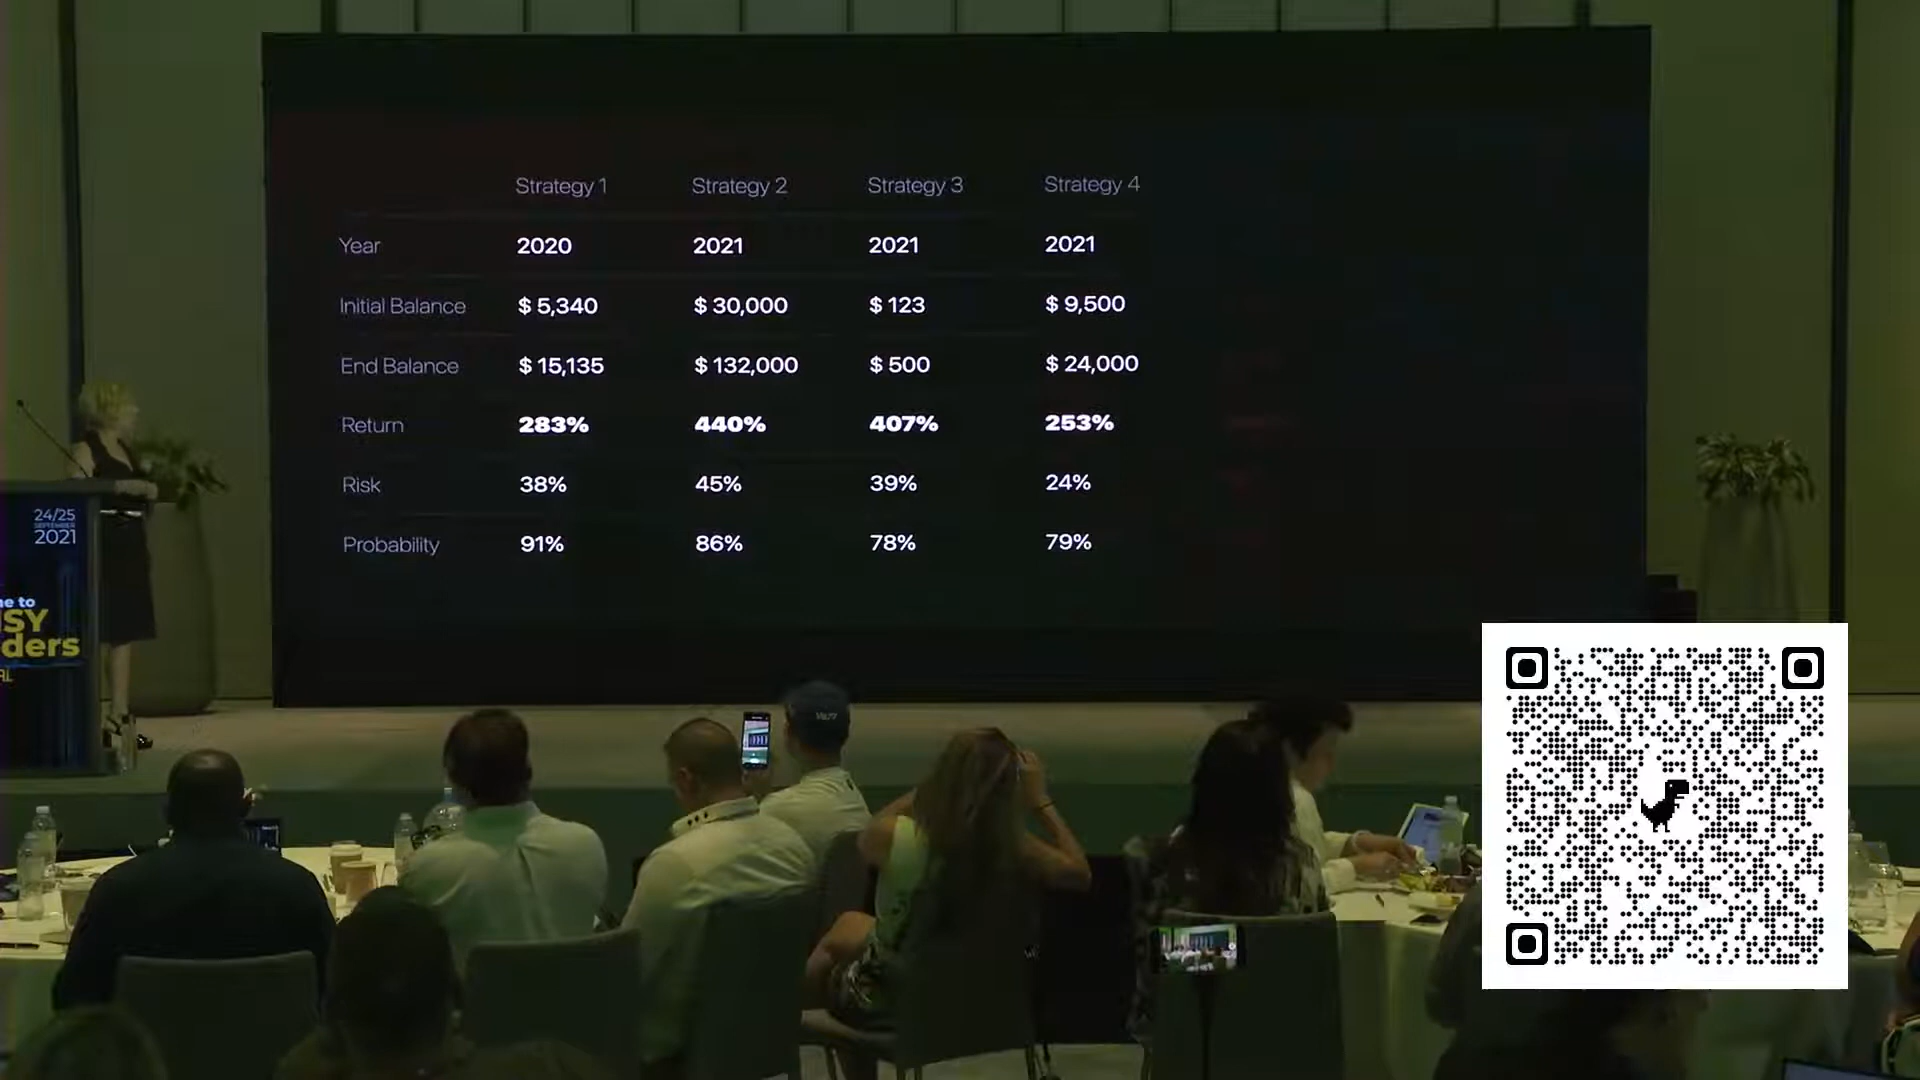 Strategy 1 Strategy 2 Strategy 3 Strategy 4
Year 2020 2021 2021 2021
Initial Balance $ 5,340 $ 30,000 $ 123 $ 9,500
End Balance $ 15,135 $ 132,000 $ 500 $ 24,000
Return 283% 440% 407% 253%
Risk 38% 45% 39% 24%
Probability 91% 86% 78% 79%
24/25
SEPTEMBER
2021
to